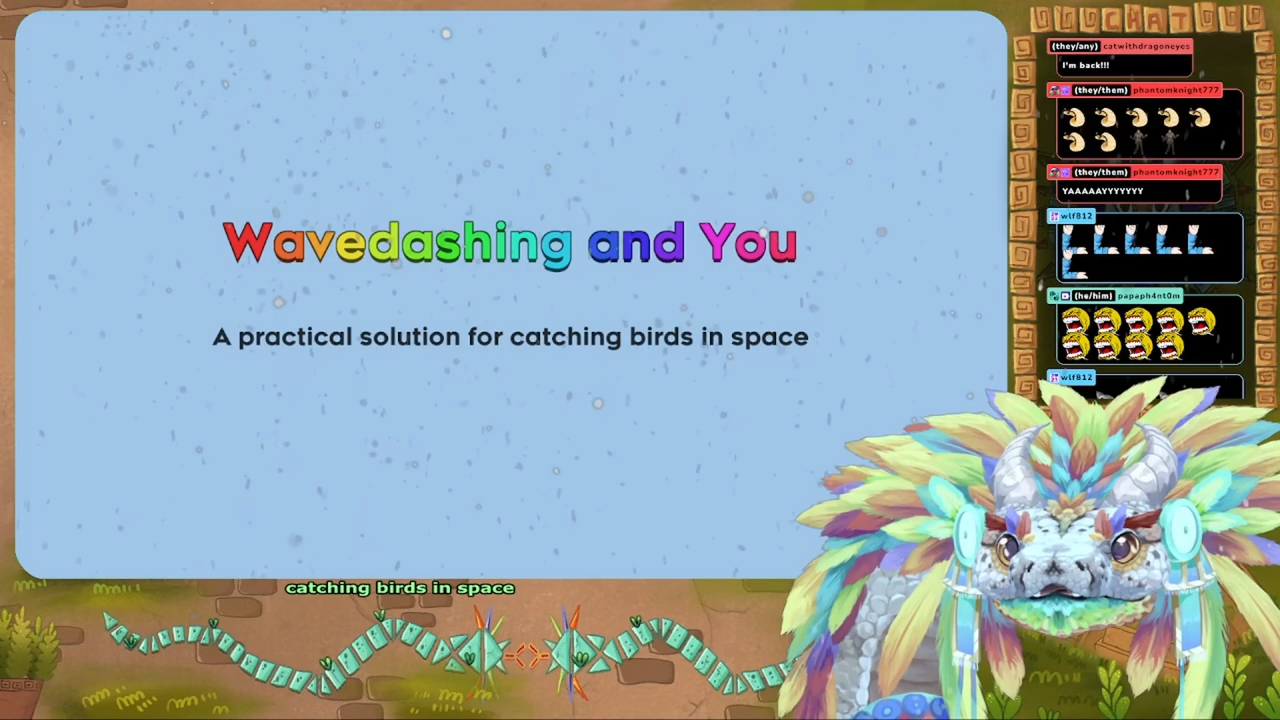 Wavedashing and You
A practical solution for catching birds in space
catching birds in space
CHAT
(they/any) catwithdragoneyes
I'm back!!!
(they/them) phantomknight777
(they/them) phantomknight777
YAAAAAYYYYYYY
wlf812
(he/him) papaph4nt0m
wlf812